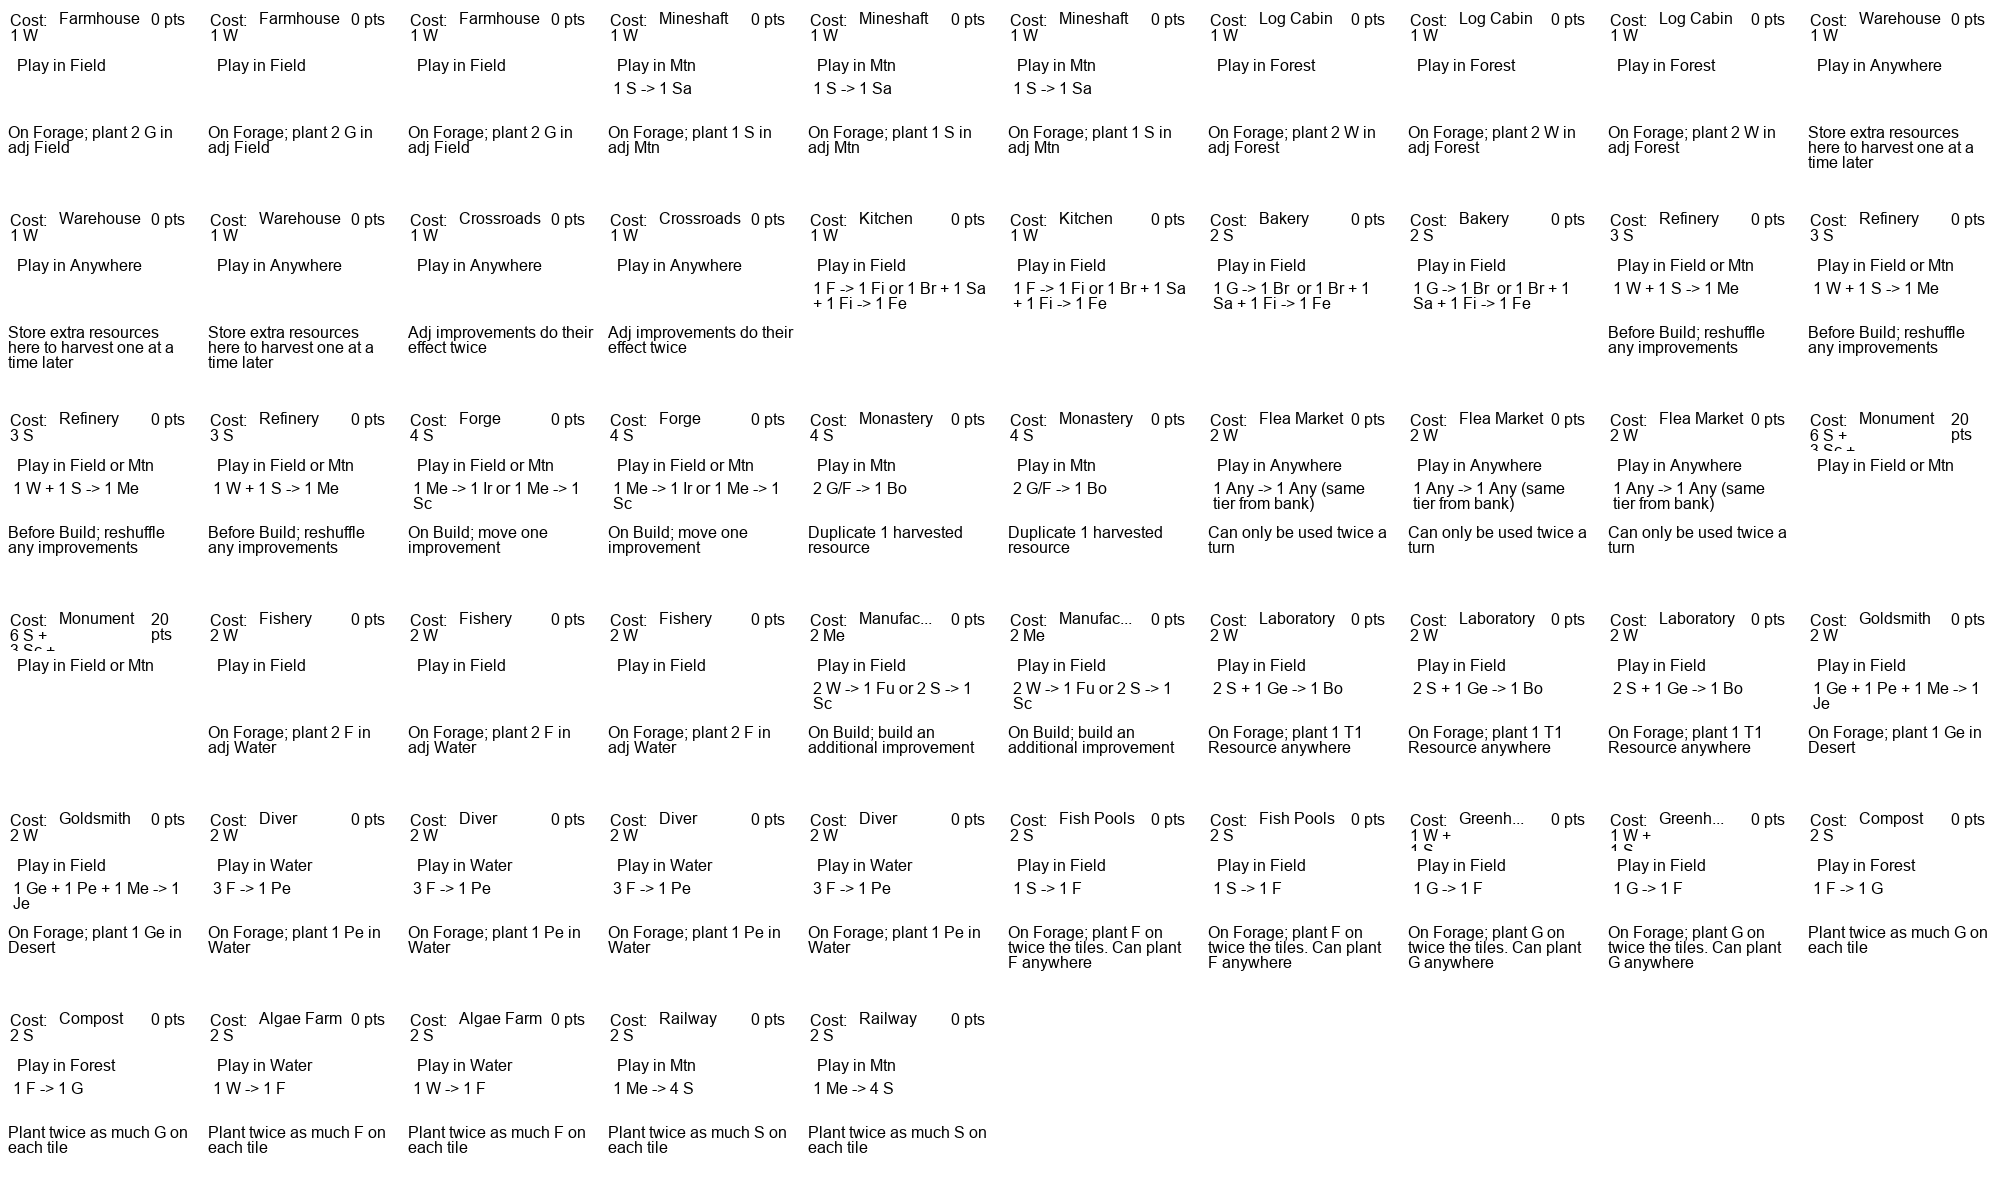 Cost: Farmhouse 0 pts
1 W
Play in Field
On Forage; plant 2 G in
adj Field
Cost: Farmhouse 0 pts
1 W
Play in Field
On Forage; plant 2 G in
adj Field
Cost: Farmhouse 0 pts
1 W
Play in Field
On Forage; plant 2 G in
adj Field
Cost: Mineshaft 0 pts
1 W
Play in Mtn
1 S -> 1 Sa
On Forage; plant 1 S in
adj Mtn
Cost: Mineshaft 0 pts
1 W
Play in Mtn
1 S -> 1 Sa
On Forage; plant 1 S in
adj Mtn
Cost: Mineshaft 0 pts
1 W
Play in Mtn
1 S -> 1 Sa
On Forage; plant 1 S in
adj Mtn
Cost: Log Cabin 0 pts
1 W
Play in Forest
On Forage; plant 2 W in
adj Forest
Cost: Log Cabin 0 pts
1 W
Play in Forest
On Forage; plant 2 W in
adj Forest
Cost: Log Cabin 0 pts
1 W
Play in Forest
On Forage; plant 2 W in
adj Forest
Cost: Warehouse 0 pts
1 W
Play in Anywhere
Store extra resources
here to harvest one at a
time later
Cost: Warehouse 0 pts
1 W
Play in Anywhere
Store extra resources
here to harvest one at a
time later
Cost: Warehouse 0 pts
1 W
Play in Anywhere
Store extra resources
here to harvest one at a
time later
Cost: Crossroads 0 pts
1 W
Play in Anywhere
Adj improvements do their
effect twice
Cost: Crossroads 0 pts
1 W
Play in Anywhere
Adj improvements do their
effect twice
Cost: Kitchen 0 pts
1 W
Play in Field
1 F -> 1 Fi or 1 Br + 1 Sa
+ 1 Fi -> 1 Fe
Cost: Kitchen 0 pts
1 W
Play in Field
1 F -> 1 Fi or 1 Br + 1 Sa
+ 1 Fi -> 1 Fe
Cost: Bakery 0 pts
2 S
Play in Field
1 G -> 1 Br or 1 Br + 1
Sa + 1 Fi -> 1 Fe
Cost: Bakery 0 pts
2 S
Play in Field
1 G -> 1 Br or 1 Br + 1
Sa + 1 Fi -> 1 Fe
Cost: Refinery 0 pts
3 S
Play in Field or Mtn
1 W + 1 S -> 1 Me
Before Build; reshuffle
any improvements
Cost: Refinery 0 pts
3 S
Play in Field or Mtn
1 W + 1 S -> 1 Me
Before Build; reshuffle
any improvements
Cost: Refinery 0 pts
3 S
Play in Field or Mtn
1 W + 1 S -> 1 Me
Before Build; reshuffle
any improvements
Cost: Refinery 0 pts
3 S
Play in Field or Mtn
1 W + 1 S -> 1 Me
Before Build; reshuffle
any improvements
Cost: Forge 0 pts
4 S
Play in Field or Mtn
1 Me -> 1 Ir or 1 Me -> 1
Sc
On Build; move one
improvement
Cost: Forge 0 pts
4 S
Play in Field or Mtn
1 Me -> 1 Ir or 1 Me -> 1
Sc
On Build; move one
improvement
Cost: Monastery 0 pts
4 S
Play in Mtn
2 G/F -> 1 Bo
Duplicate 1 harvested
resource
Cost: Monastery 0 pts
4 S
Play in Mtn
2 G/F -> 1 Bo
Duplicate 1 harvested
resource
Cost: Flea Market 0 pts
2 W
Play in Anywhere
1 Any -> 1 Any (same
tier from bank)
Can only be used twice a
turn
Cost: Flea Market 0 pts
2 W
Play in Anywhere
1 Any -> 1 Any (same
tier from bank)
Can only be used twice a
turn
Cost: Flea Market 0 pts
2 W
Play in Anywhere
1 Any -> 1 Any (same
tier from bank)
Can only be used twice a
turn
Cost: Monument 20
6 S + pts
3 Sc +
Play in Field or Mtn
Cost: Monument 20
6 S + pts
3 Sc +
Play in Field or Mtn
Cost: Fishery 0 pts
2 W
Play in Field
On Forage; plant 2 F in
adj Water
Cost: Fishery 0 pts
2 W
Play in Field
On Forage; plant 2 F in
adj Water
Cost: Fishery 0 pts
2 W
Play in Field
On Forage; plant 2 F in
adj Water
Cost: Manufac... 0 pts
2 Me
Play in Field
2 W -> 1 Fu or 2 S -> 1
Sc
On Build; build an
additional improvement
Cost: Manufac... 0 pts
2 Me
Play in Field
2 W -> 1 Fu or 2 S -> 1
Sc
On Build; build an
additional improvement
Cost: Laboratory 0 pts
2 W
Play in Field
2 S + 1 Ge -> 1 Bo
On Forage; plant 1 T1
Resource anywhere
Cost: Laboratory 0 pts
2 W
Play in Field
2 S + 1 Ge -> 1 Bo
On Forage; plant 1 T1
Resource anywhere
Cost: Laboratory 0 pts
2 W
Play in Field
2 S + 1 Ge -> 1 Bo
On Forage; plant 1 T1
Resource anywhere
Cost: Goldsmith 0 pts
2 W
Play in Field
1 Ge + 1 Pe + 1 Me -> 1
Je
On Forage; plant 1 Ge in
Desert
Cost: Goldsmith 0 pts
2 W
Play in Field
1 Ge + 1 Pe + 1 Me -> 1
Je
On Forage; plant 1 Ge in
Desert
Cost: Diver 0 pts
2 W
Play in Water
3 F -> 1 Pe
On Forage; plant 1 Pe in
Water
Cost: Diver 0 pts
2 W
Play in Water
3 F -> 1 Pe
On Forage; plant 1 Pe in
Water
Cost: Diver 0 pts
2 W
Play in Water
3 F -> 1 Pe
On Forage; plant 1 Pe in
Water
Cost: Diver 0 pts
2 W
Play in Water
3 F -> 1 Pe
On Forage; plant 1 Pe in
Water
Cost: Fish Pools 0 pts
2 S
Play in Field
1 S -> 1 F
On Forage; plant F on
twice the tiles. Can plant
F anywhere
Cost: Fish Pools 0 pts
2 S
Play in Field
1 S -> 1 F
On Forage; plant F on
twice the tiles. Can plant
F anywhere
Cost: Greenh... 0 pts
1 W +
1 S
Play in Field
1 G -> 1 F
On Forage; plant G on
twice the tiles. Can plant
G anywhere
Cost: Greenh... 0 pts
1 W +
1 S
Play in Field
1 G -> 1 F
On Forage; plant G on
twice the tiles. Can plant
G anywhere
Cost: Compost 0 pts
2 S
Play in Forest
1 F -> 1 G
Plant twice as much G on
each tile
Cost: Compost 0 pts
2 S
Play in Forest
1 F -> 1 G
Plant twice as much G on
each tile
Cost: Algae Farm 0 pts
2 S
Play in Water
1 W -> 1 F
Plant twice as much F on
each tile
Cost: Algae Farm 0 pts
2 S
Play in Water
1 W -> 1 F
Plant twice as much F on
each tile
Cost: Railway 0 pts
2 S
Play in Mtn
1 Me -> 4 S
Plant twice as much S on
each tile
Cost: Railway 0 pts
2 S
Play in Mtn
1 Me -> 4 S
Plant twice as much S on
each tile